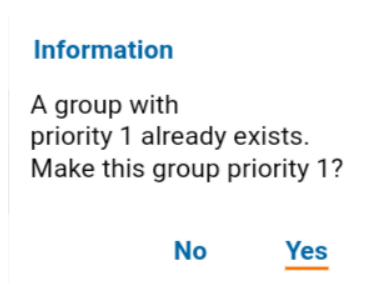 Information
A group with
priority 1 already exists.
Make this group priority 1?
No Yes